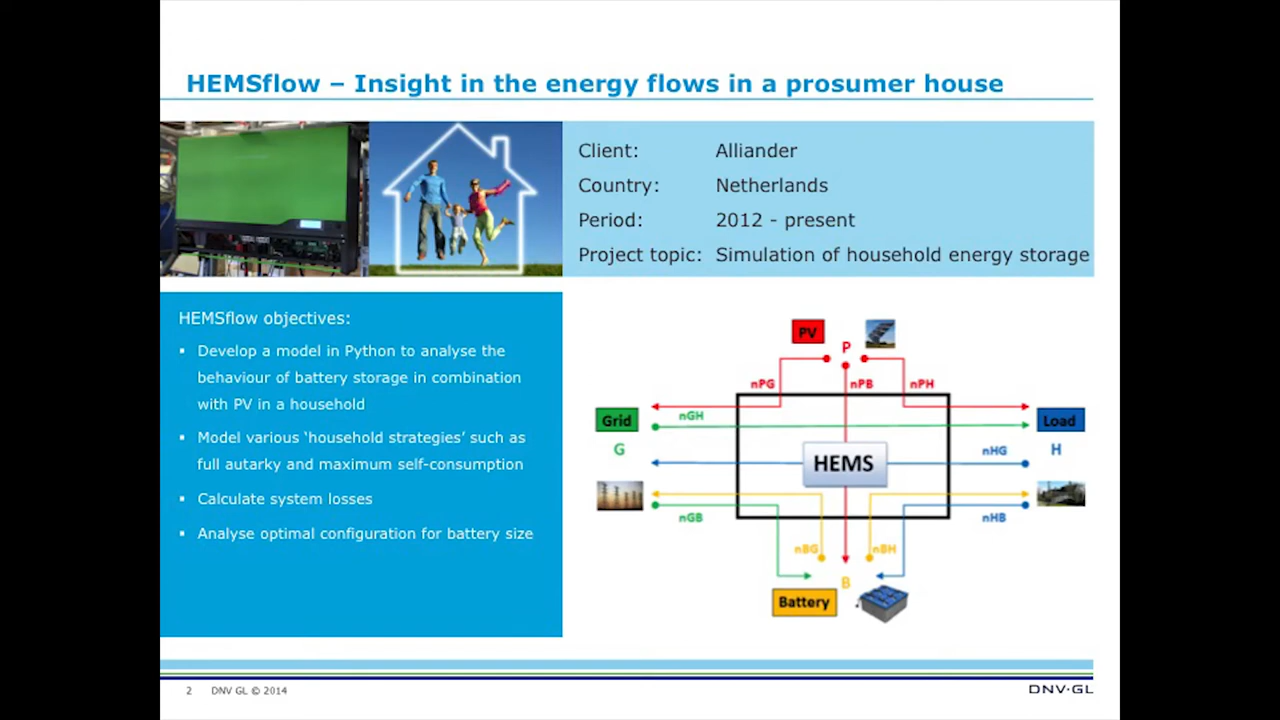 HEMSflow – Insight in the energy flows in a prosumer house
Client: Alliander
Country: Netherlands
Period: 2012 - present
Project topic: Simulation of household energy storage
HEMSflow objectives:
▪ Develop a model in Python to analyse the
behaviour of battery storage in combination
with PV in a household
▪ Model various ‘household strategies’ such as
full autarky and maximum self-consumption
▪ Calculate system losses
▪ Analyse optimal configuration for battery size
PV
P
nPG nPB nPH
Grid
nGH
Load
G
HEMS
nHG
H
nGB
nHB
nBG
nBH
B
Battery
2 DNV GL © 2014
DNV·GL